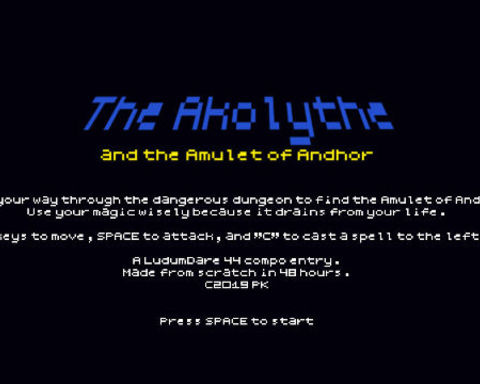 The Akolythe
and the Amulet of Andhor
your way through the dangerous dungeon to find the Amulet of And
Use your magic wisely because it drains from your life.
keys to move, SPACE to attack, and "C" to cast a spell to the left
A LudumDare 44 compo entry.
Made from scratch in 48 hours.
C2019 PK
Press SPACE to start